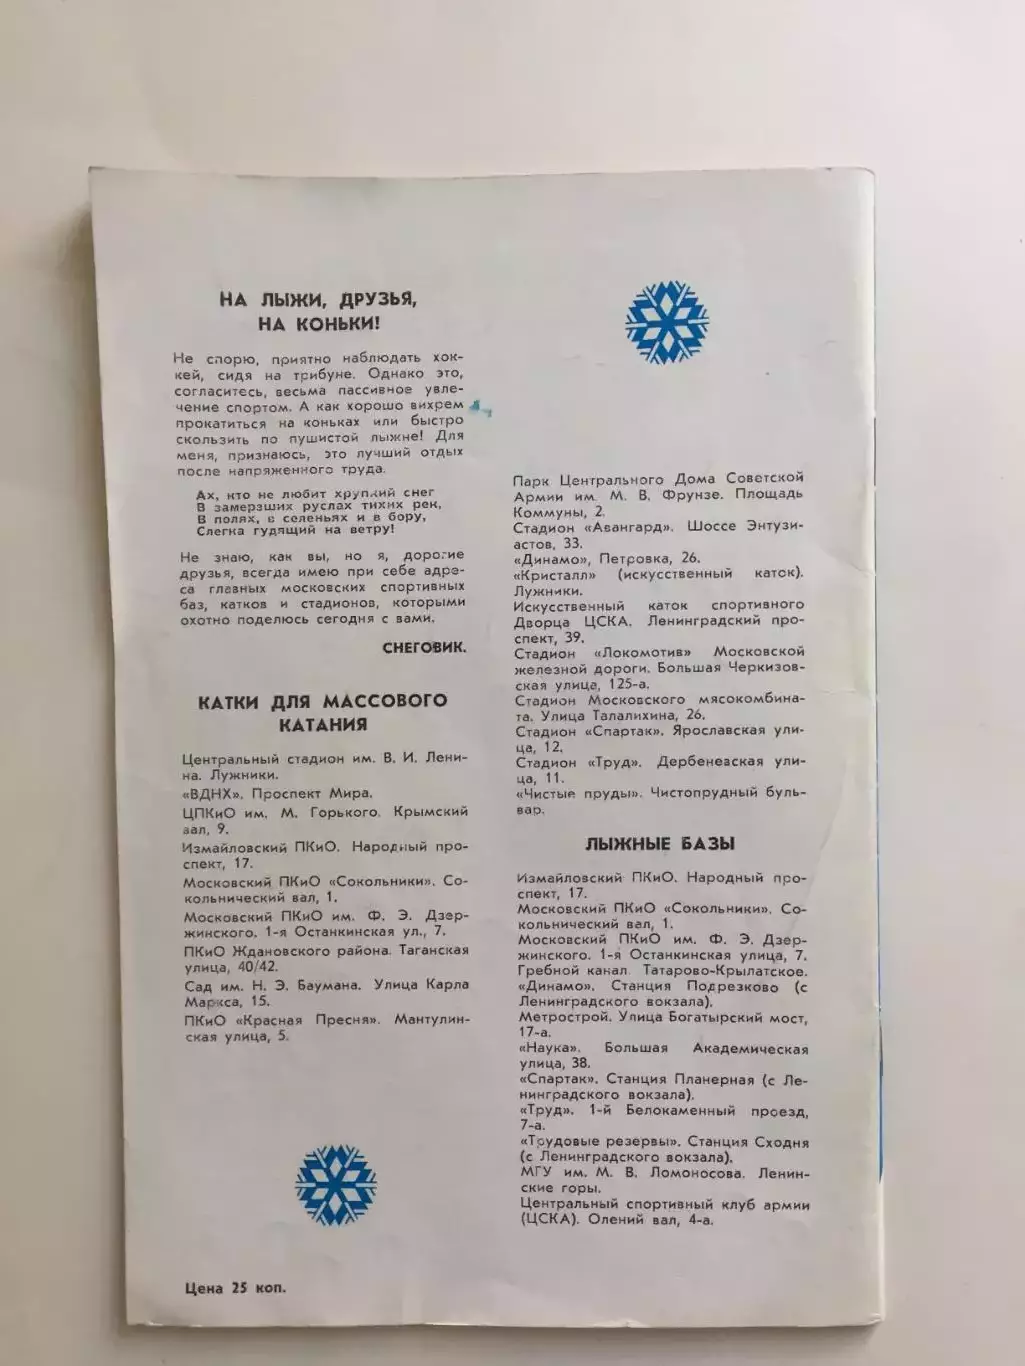 НА ЛЫЖИ, ДРУЗЬЯ,
НА КОНЬКИ!
Не спорю, приятно наблюдать хок-
кей, сидя на трибуне. Однако это,
согласитесь, весьма пассивное увле-
чение спортом. А как хорошо вихрем
прокатиться на коньках или быстро
скользить по пушистой лыжне! Для
меня, признаюсь, это лучший отдых
после напряженного труда.
Ах, кто не любит хрупкий снег
В замерзших руслах тихих рек,
В полях, в селеньях и в бору,
Слегка гудящий на ветру!
Не знаю, как вы, но я, дорогие
друзья, всегда имею при себе адре-
са главных московских спортивных
баз, катков и стадионов, которыми
охотно поделюсь сегодня с вами.
СНЕГОВИК.
КАТКИ ДЛЯ МАССОВОГО
КАТАНИЯ
Центральный стадион им. В. И. Лени-
на. Лужники.
«ВДНХ». Проспект Мира.
ЦПКиО им. М. Горького. Крымский
вал, 9.
Измайловский ПКиО. Народный про-
спект, 17.
Московский ПКиО «Сокольники». Со-
кольнический вал, 1.
Московский ПКиО им. Ф. Э. Дзер-
жинского. 1-я Останкинская ул., 7.
ПКиО Ждановского района. Таганская
улица, 40/42.
Сад им. Н. Э. Баумана. Улица Карла
Маркса, 15.
ПКиО «Красная Пресня». Мантулин-
ская улица, 5.
Парк Центрального Дома Советской
Армии им. М. В. Фрунзе. Площадь
Коммуны, 2.
Стадион «Авангард». Шоссе Энтузи-
астов, 33.
«Динамо», Петровка, 26.
«Кристалл» (искусственный каток).
Лужники.
Искусственный каток спортивного
Дворца ЦСКА. Ленинградский про-
спект, 39.
Стадион «Локомотив» Московской
железной дороги. Большая Черкизов-
ская улица, 125-а.
Стадион Московского мясокомбина-
та. Улица Талалихина, 26.
Стадион «Спартак». Ярославская ули-
ца, 12.
Стадион «Труд». Дербеневская ули-
ца, 11.
«Чистые пруды». Чистопрудный буль-
вар.
ЛЫЖНЫЕ БАЗЫ
Измайловский ПКиО. Народный про-
спект, 17.
Московский ПКиО «Сокольники». Со-
кольнический вал, 1.
Московский ПКиО им. Ф. Э. Дзер-
жинского. 1-я Останкинская улица, 7.
Гребной канал. Татарово-Крылатское.
«Динамо». Станция Подрезково (с
Ленинградского вокзала).
Метрострой. Улица Богатырский мост,
17-а.
«Наука». Большая Академическая
улица, 38.
«Спартак». Станция Планерная (с Ле-
нинградского вокзала).
«Труд». 1-й Белокаменный проезд,
7-а.
«Трудовые резервы». Станция Сходня
(с Ленинградского вокзала).
МГУ им. М. В. Ломоносова. Ленин-
ские горы.
Центральный спортивный клуб армии
(ЦСКА). Олений вал, 4-а.
Цена 25 коп.